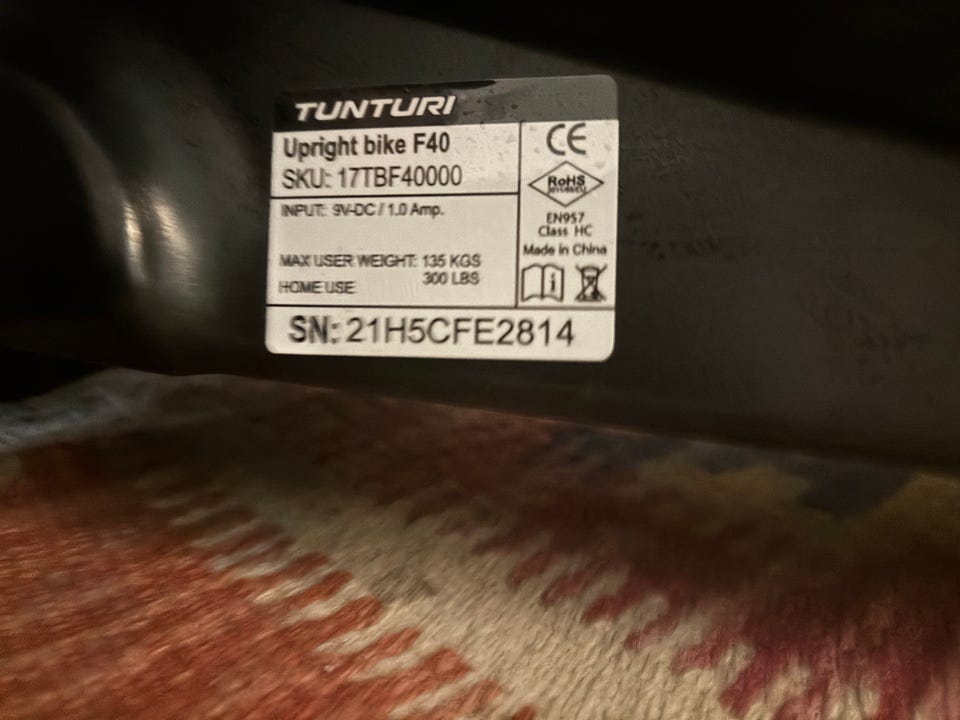 TUNTURI
Upright bike F40
SKU: 17TBF40000
INPUT: 9V-DC / 1.0 Amp.
MAX USER WEIGHT: 135 KGS
300 LBS
HOME USE
CE
RoHS
EN957
Class HC
Made in China
SN: 21H5CFE2814